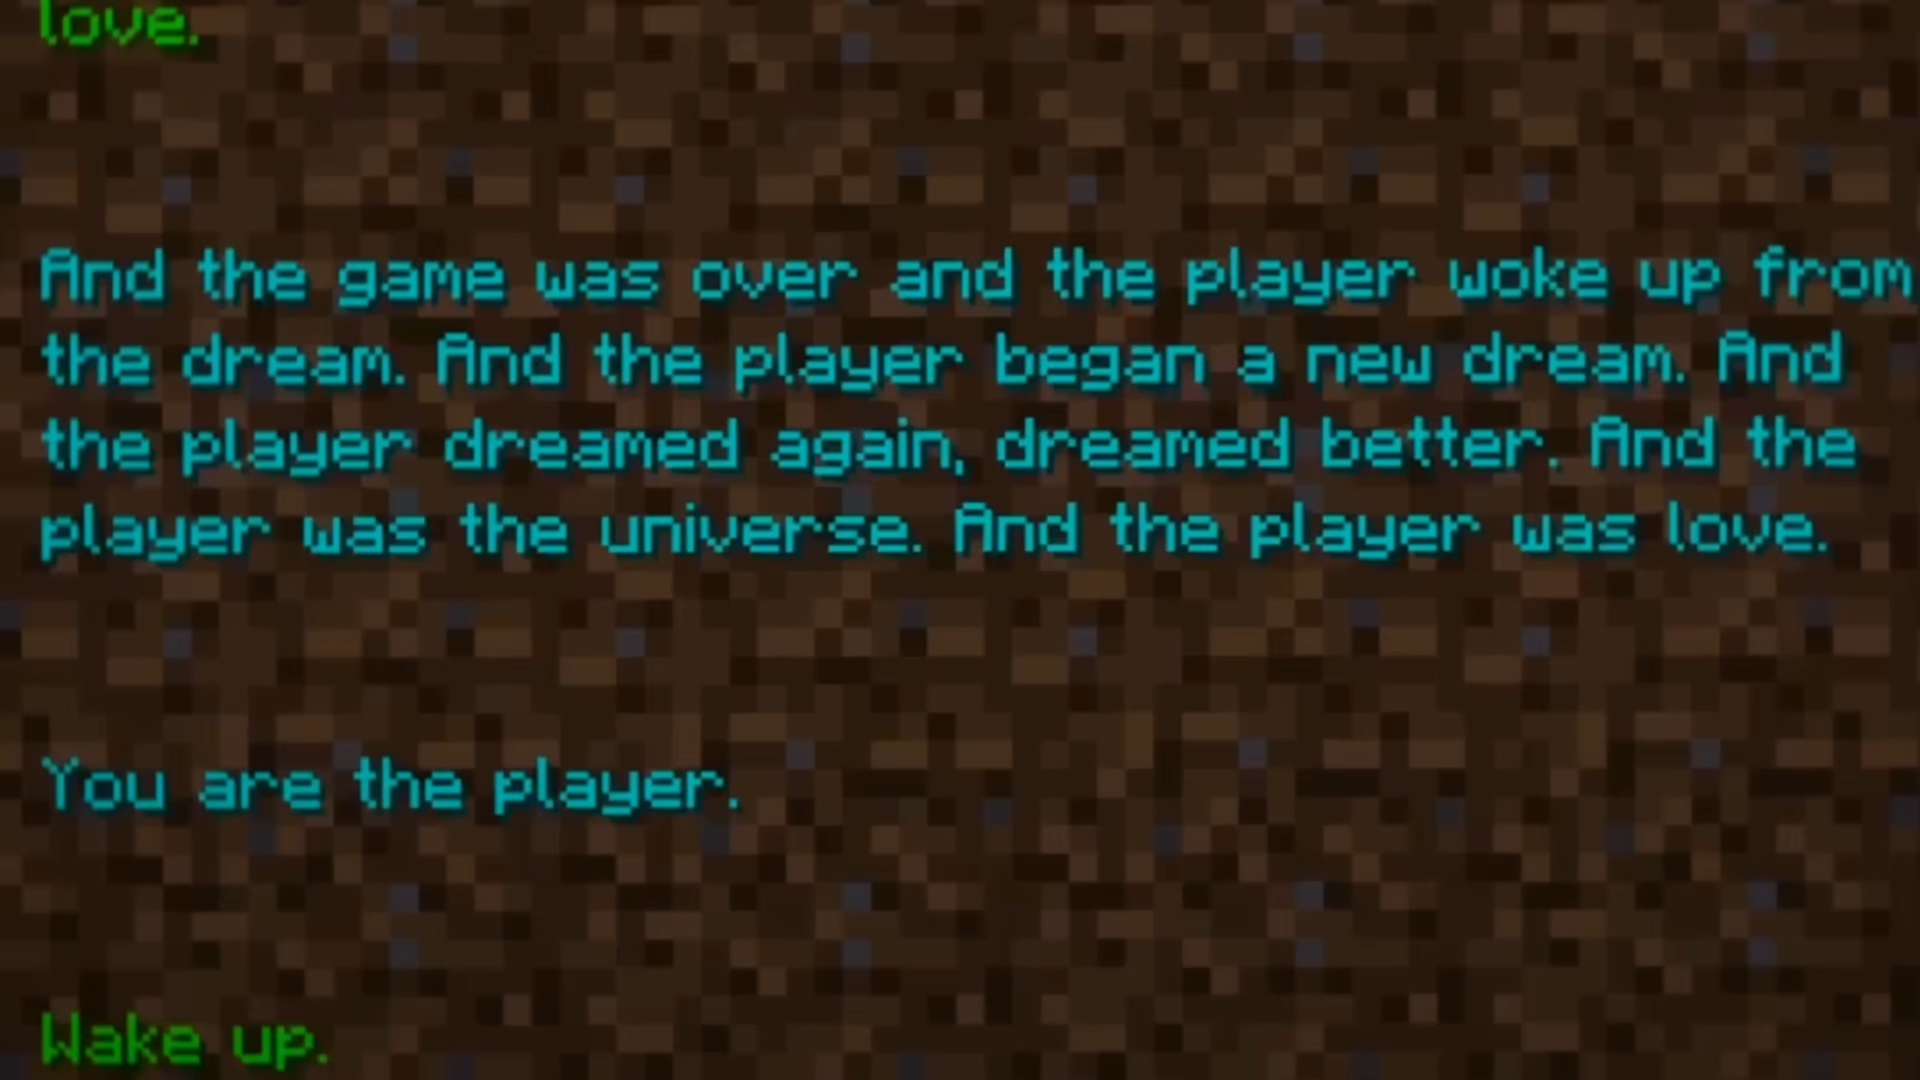 love.
And the game was over and the player woke up from
the dream. And the player began a new dream. And
the player dreamed again, dreamed better. And the
player was the universe. And the player was love.
You are the player.
Wake up.